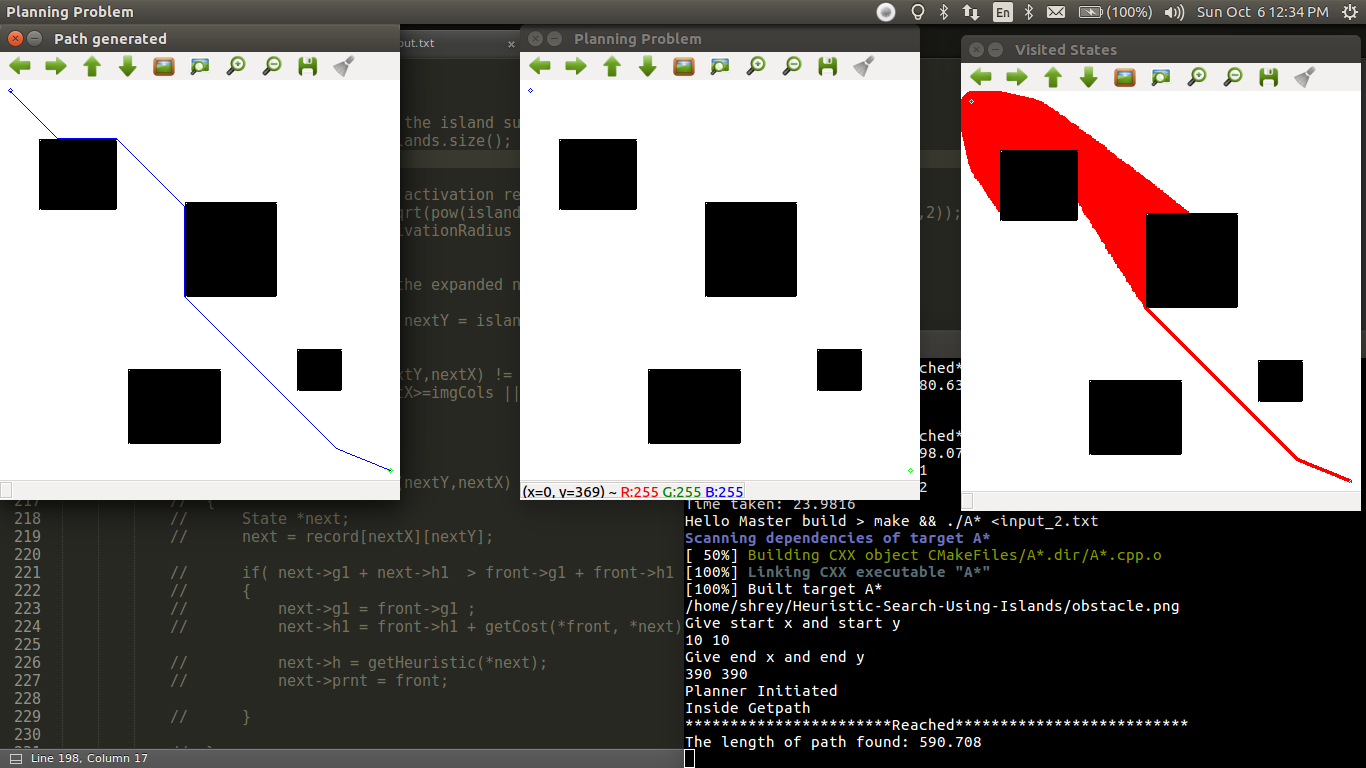 Planning Problem
En
(100%)
Sun Oct 6 12:34 PM
Path generated
put.txt
×
Planning Problem
Visited States
the island su
ands.size();
activation re
qrt(pow(island
,2));
ivationRadius
the expanded n
nextY = islan
xtY,nextX) !=
tX>=imgCols ||
nextY,nextX)
(x=0, y=369) ~ R:255 G:255 B:255
217 // {
218 // State *next;
219 // next = record[nextX][nextY];
220
221 // if( next->g1 + next->h1 > front->g1 + front->h1
222 // {
223 // next->g1 = front->g1 ;
224 // next->h1 = front->h1 + getCost(*front, *next)
225
226 // next->h = getHeuristic(*next);
227 // next->prnt = front;
228
229 // }
230
231 // }
Line 198, Column 17
ched*
80.63
ched*
98.07
1
2
Time taken: 23.9816
Hello Master build > make && ./A* <input_2.txt
Scanning dependencies of target A*
[ 50%] Building CXX object CMakeFiles/A*.dir/A*.cpp.o
[100%] Linking CXX executable "A*"
[100%] Built target A*
/home/shrey/Heuristic-Search-Using-Islands/obstacle.png
Give start x and start y
10 10
Give end x and end y
390 390
Planner Initiated
Inside Getpath
***********************Reached**************************
The length of path found: 590.708